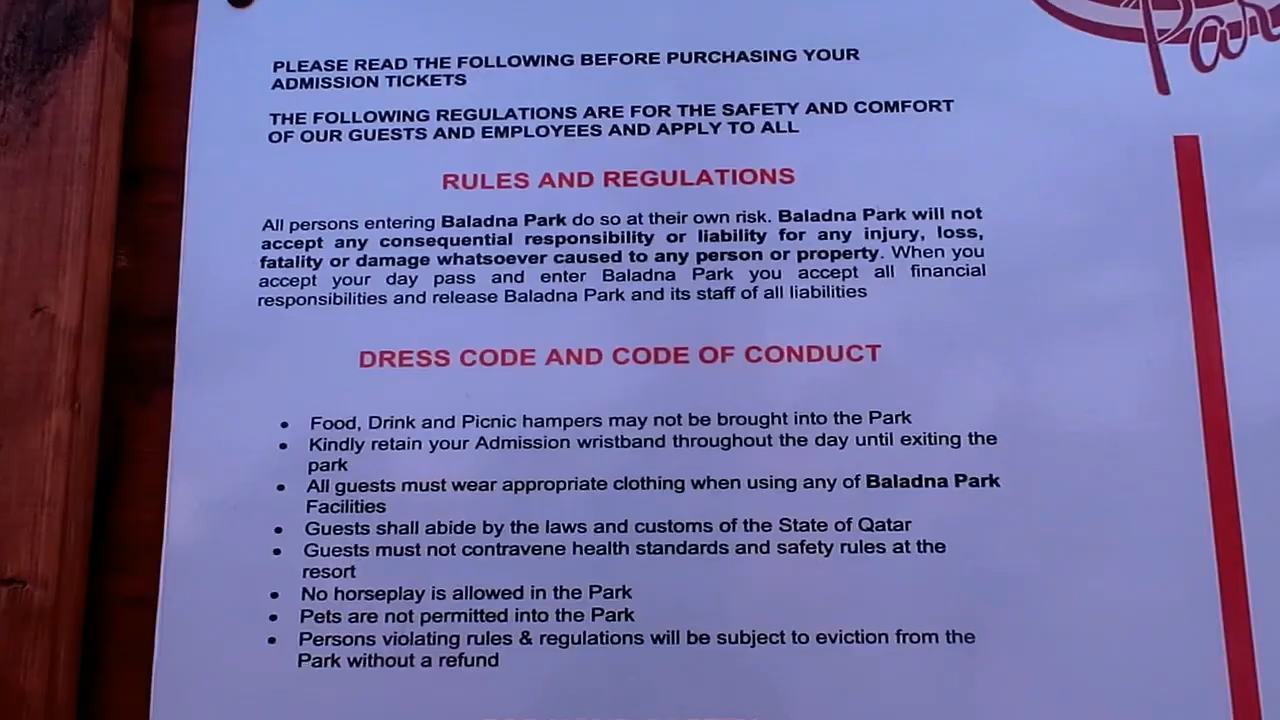 Par
PLEASE READ THE FOLLOWING BEFORE PURCHASING YOUR
ADMISSION TICKETS
THE FOLLOWING REGULATIONS ARE FOR THE SAFETY AND COMFORT
OF OUR GUESTS AND EMPLOYEES AND APPLY TO ALL
RULES AND REGULATIONS
All persons entering Baladna Park do so at their own risk. Baladna Park will not
accept any consequential responsibility or liability for any injury, loss,
fatality or damage whatsoever caused to any person or property. When you
accept your day pass and enter Baladna Park you accept all financial
responsibilities and release Baladna Park and its staff of all liabilities
DRESS CODE AND CODE OF CONDUCT
• Food, Drink and Picnic hampers may not be brought into the Park
• Kindly retain your Admission wristband throughout the day until exiting the
park
• All guests must wear appropriate clothing when using any of Baladna Park
Facilities
• Guests shall abide by the laws and customs of the State of Qatar
• Guests must not contravene health standards and safety rules at the
resort
• No horseplay is allowed in the Park
• Pets are not permitted into the Park
• Persons violating rules & regulations will be subject to eviction from the
Park without a refund